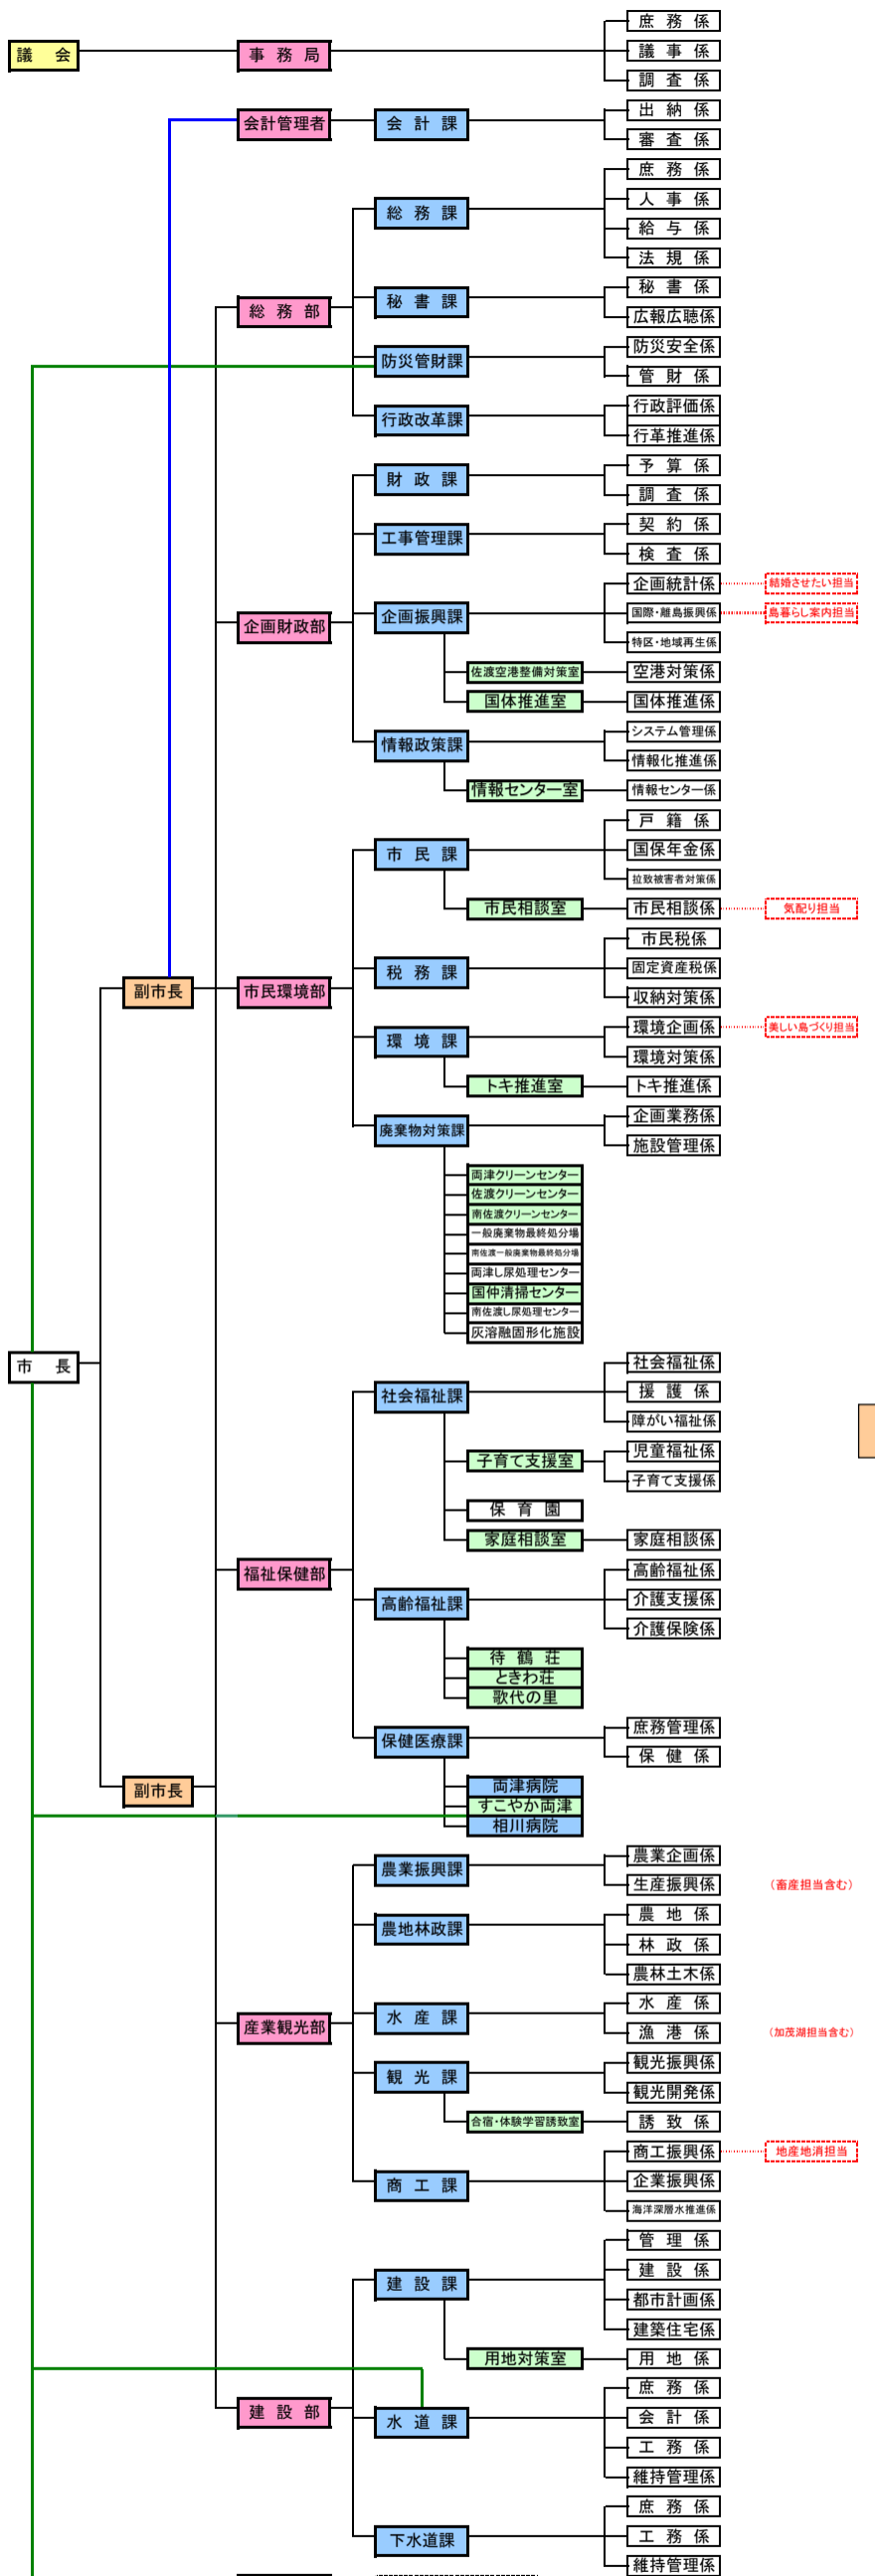 庶務係
議会
事務局
議事係
調査係
会計管理者
会計課
出納係
審査係
総務課
庶務係
人事係
給与係
法規係
総務部
秘書課
秘書係
広報広聴係
防災管財課
防災安全係
管財係
行政改革課
行政評価係
行革推進係
財政課
予算係
調査係
工事管理課
契約係
検査係
企画財政部
企画振興課
企画統計係
結婚させたい担当
国際・離島振興係
島暮らし案内担当
特区・地域再生係
佐渡空港整備対策室
空港対策係
国体推進室
国体推進係
情報政策課
システム管理係
情報化推進係
情報センター室
情報センター係
市民課
戸籍係
国保年金係
拉致被害者対策係
市民相談室
市民相談係
気配り担当
副市長
市民環境部
税務課
市民税係
固定資産税係
収納対策係
環境課
環境企画係
美しい島づくり担当
環境対策係
トキ推進室
トキ推進係
廃棄物対策課
企画業務係
施設管理係
両津クリーンセンター
佐渡クリーンセンター
南佐渡クリーンセンター
一般廃棄物最終処分場
南佐渡一般廃棄物最終処分場
両津し尿処理センター
国仲清掃センター
南佐渡し尿処理センター
灰溶融固形化施設
市長
社会福祉課
社会福祉係
援護係
障がい福祉係
子育て支援室
児童福祉係
子育て支援係
保育園
家庭相談室
家庭相談係
福祉保健部
高齢福祉課
高齢福祉係
介護支援係
介護保険係
待鶴荘
ときわ荘
歌代の里
保健医療課
庶務管理係
保健係
副市長
両津病院
すこやか両津
相川病院
農業振興課
農業企画係
生産振興係
（畜産担当含む）
農地林政課
農地係
林政係
農林土木係
産業観光部
水産課
水産係
漁港係
（加茂湖担当含む）
観光課
観光振興係
観光開発係
合宿・体験学習誘致室
誘致係
商工課
商工振興係
地産地消担当
企業振興係
海洋深層水推進係
建設課
管理係
建設係
都市計画係
建築住宅係
用地対策室
用地係
建設部
水道課
庶務係
会計係
工務係
維持管理係
下水道課
庶務係
工務係
維持管理係